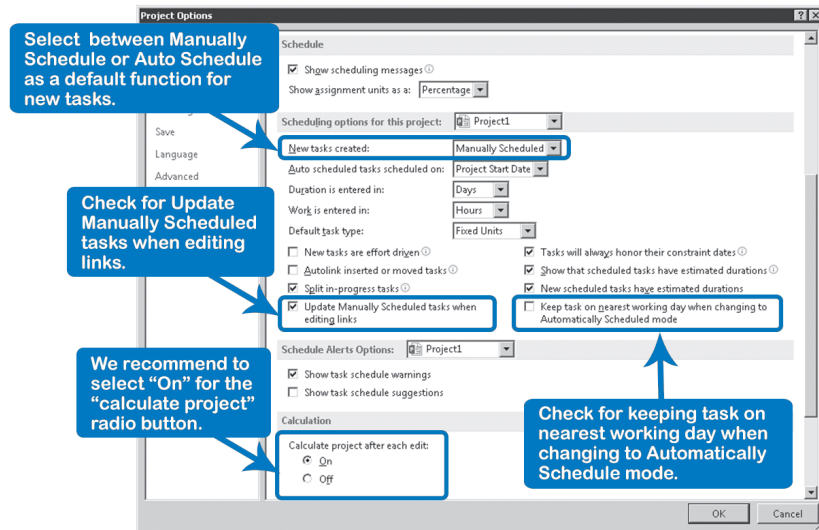 Project Options
Select between Manually
Schedule or Auto Schedule
as a default function for
new tasks.
Schedule
Show scheduling messages
Show assignment units as a: Percentage
Scheduling options for this project: Project1
Save
Language
Advanced
New tasks created: Manually Scheduled
Auto scheduled tasks scheduled on: Project Start Date
Duration is entered in: Days
Work is entered in: Hours
Default task type: Fixed Units
Check for Update
Manually Scheduled
tasks when editing
links.
New tasks are effort driven
Autolink inserted or moved tasks
Split in-progress tasks
Update Manually Scheduled tasks when
editing links
Tasks will always honor their constraint dates
Show that scheduled tasks have estimated durations
New scheduled tasks have estimated durations
Keep task on nearest working day when changing to
Automatically Scheduled mode
Schedule Alerts Options: Project1
Show task schedule warnings
Show task schedule suggestions
We recommend to
select “On” for the
“calculate project”
radio button.
Calculation
Calculate project after each edit:
On
Off
Check for keeping task on
nearest working day when
changing to Automatically
Schedule mode.
OK
Cancel